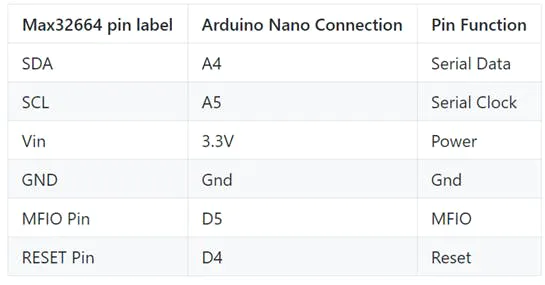 Max32664 pin label Arduino Nano Connection Pin Function
SDA A4 Serial Data
SCL A5 Serial Clock
Vin 3.3V Power
GND Gnd Gnd
MFIO Pin D5 MFIO
RESET Pin D4 Reset